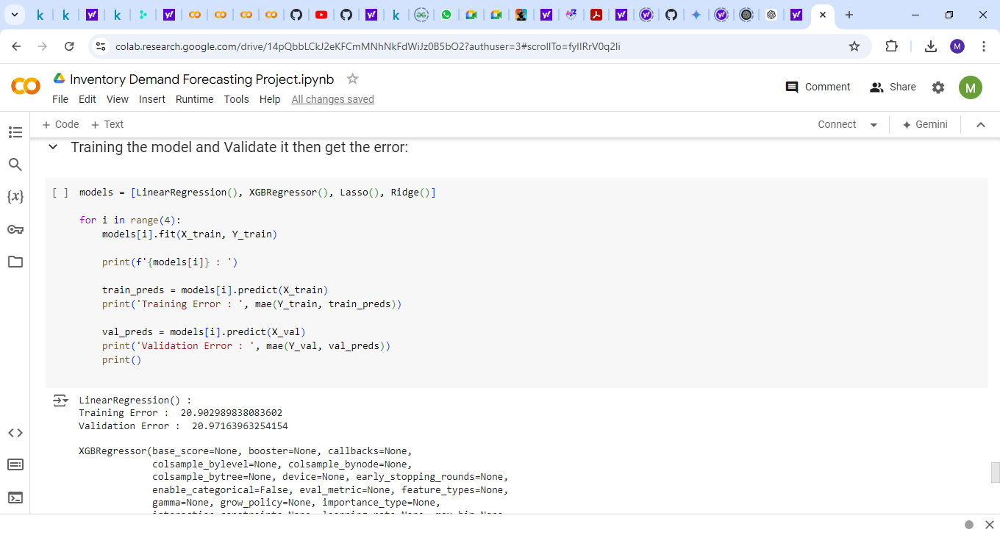 colab.research.google.com/drive/14pQbbLCkJ2eKFCmMNhNkFdWiJz0B5bO2?authuser=3#scrollTo=fyllRrV0q2li
M
Inventory Demand Forecasting Project.ipynb
File Edit View Insert Runtime Tools Help All changes saved
Comment Share M
+ Code + Text Connect Gemini
Training the model and Validate it then get the error:
[ ] models = [LinearRegression(), XGBRegressor(), Lasso(), Ridge()]
for i in range(4):
models[i].fit(X_train, Y_train)
print(f'{models[i]} : ')
train_preds = models[i].predict(X_train)
print('Training Error : ', mae(Y_train, train_preds))
val_preds = models[i].predict(X_val)
print('Validation Error : ', mae(Y_val, val_preds))
print()
LinearRegression() :
Training Error :  20.902989838083602
Validation Error :  20.97163963254154
XGBRegressor(base_score=None, booster=None, callbacks=None,
colsample_bylevel=None, colsample_bynode=None,
colsample_bytree=None, device=None, early_stopping_rounds=None,
enable_categorical=False, eval_metric=None, feature_types=None,
gamma=None, grow_policy=None, importance_type=None,